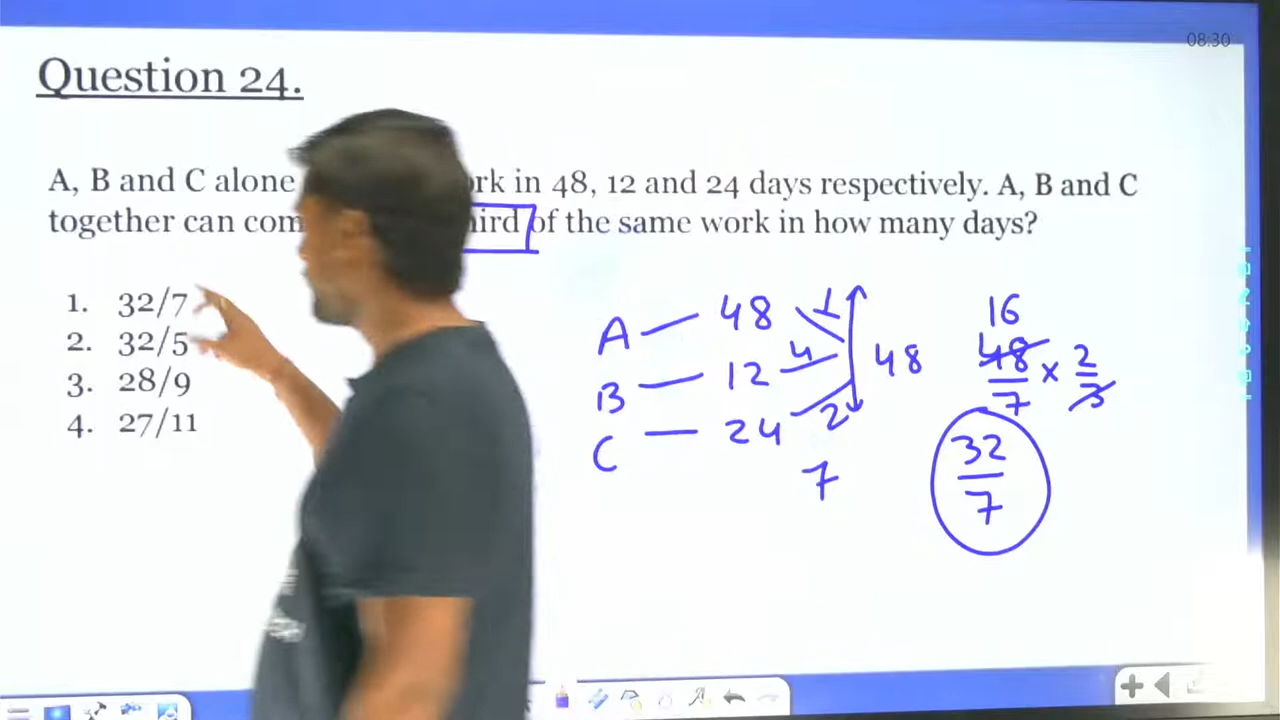 08:30
Question 24.
A, B and C alone rk in 48, 12 and 24 days respectively. A, B and C
together can com hird of the same work in how many days?
1. 32/7
2. 32/5
3. 28/9
4. 27/11
A — 48 1
B — 12 4 48
C — 24 2
7
16
48/7 × 2/3
32/7